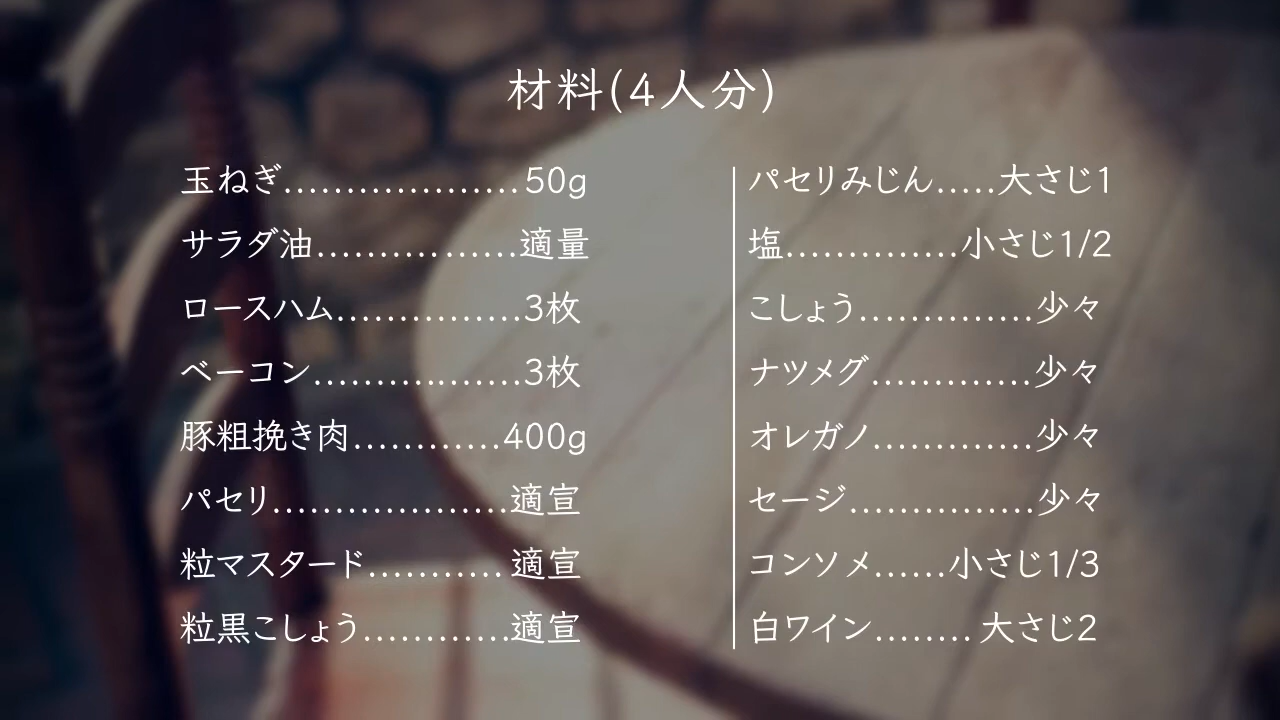 材料(4人分)
玉ねぎ...................50g
サラダ油................適量
ロースハム...............3枚
ベーコン.................3枚
豚粗挽き肉............400g
パセリ...................適宣
粒マスタード........... 適宣
粒黒こしょう............適宣
パセリみじん.....大さじ1
塩..............小さじ1/2
こしょう..............少々
ナツメグ.............少々
オレガノ.............少々
セージ...............少々
コンソメ......小さじ1/3
白ワイン........ 大さじ2